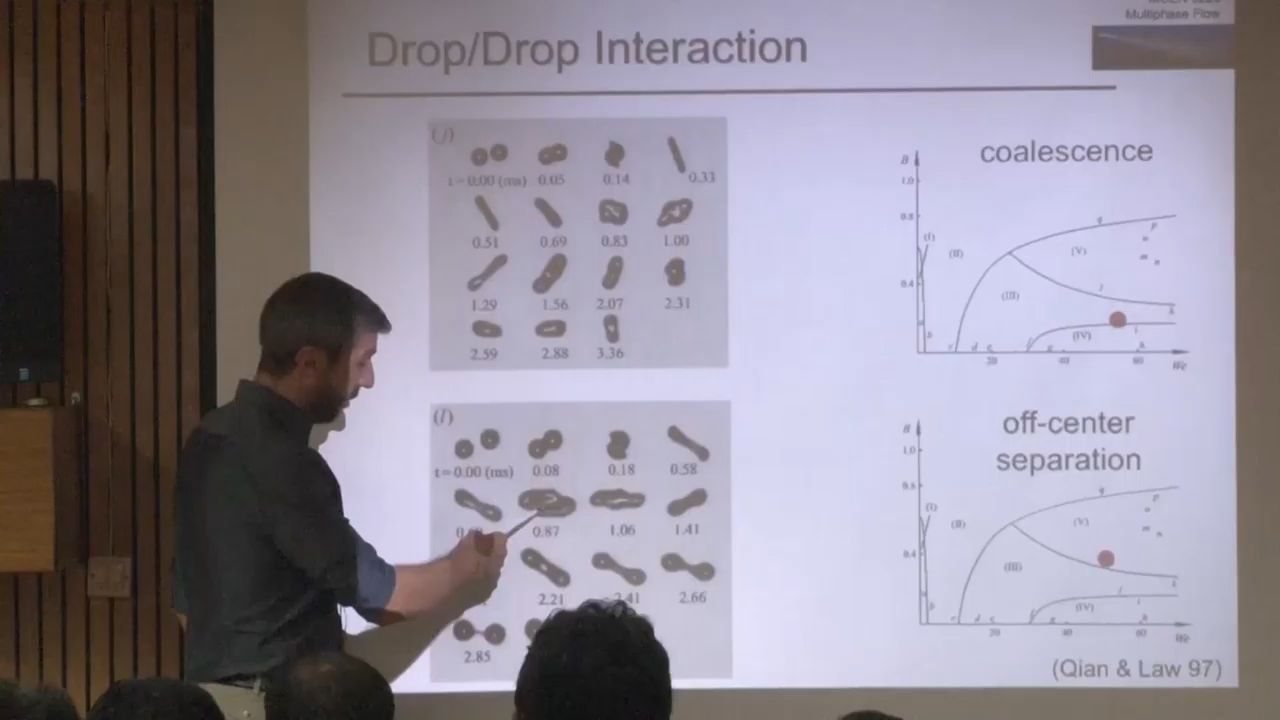 Multiphase Flow
Drop/Drop Interaction
(j)
t=0.00 (ms) 0.05 0.14 0.33
0.51 0.69 0.83 1.00
1.29 1.56 2.07 2.31
2.59 2.88 3.36
coalescence
B
1.0
0.8
0.4
(I) (II) (III) (IV) (V)
20 40 60 We
(l)
t=0.00 (ms) 0.08 0.18 0.58
0.87 1.06 1.41
2.21 2.41 2.66
2.85
off-center
separation
B
1.0
0.8
0.4
(I) (II) (III) (IV) (V)
20 40 60 We
(Qian & Law 97)